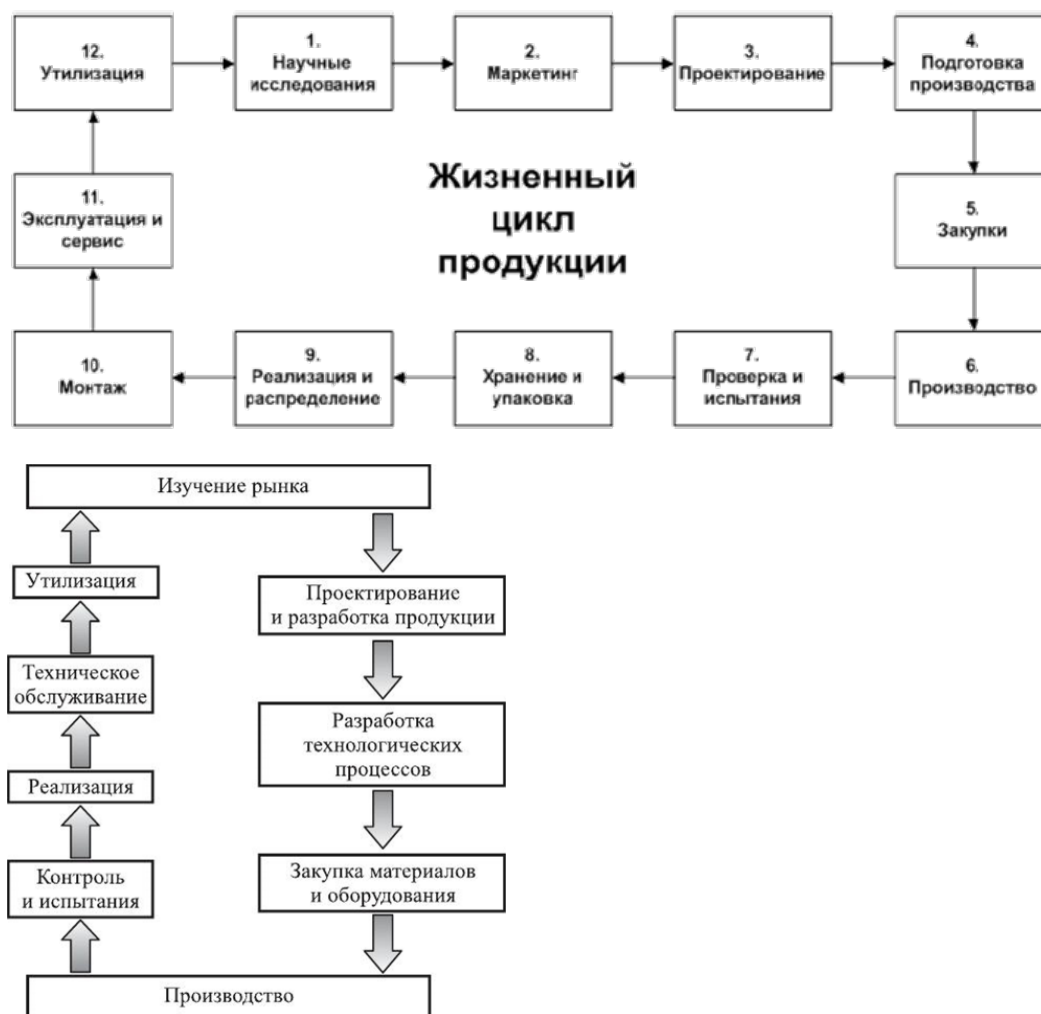 12.
Утилизация
1.
Научные
исследования
2.
Маркетинг
3.
Проектирование
4.
Подготовка
производства
Жизненный
цикл
продукции
11.
Эксплуатация и
сервис
5.
Закупки
10.
Монтаж
9.
Реализация и
распределение
8.
Хранение и
упаковка
7.
Проверка и
испытания
6.
Производство
Изучение рынка
Утилизация
Проектирование
и разработка продукции
Техническое
обслуживание
Разработка
технологических
процессов
Реализация
Контроль
и испытания
Закупка материалов
и оборудования
Производство